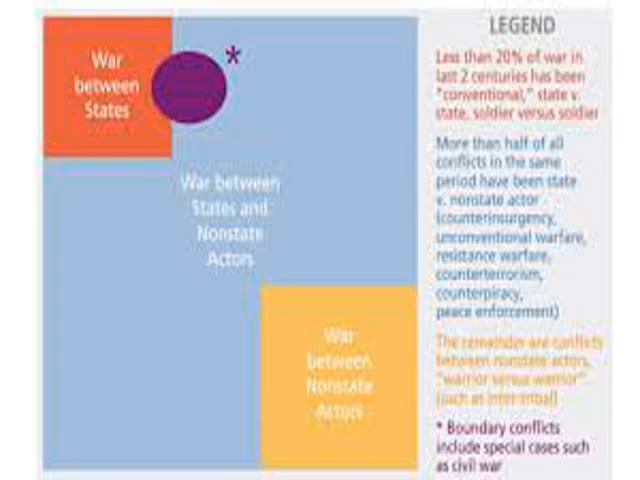 War
between
States
*
War between
States and
Nonstate
Actors
War
between
Nonstate
Actors
LEGEND
Less than 20% of war in
last 2 centuries has been
"conventional," state v.
state, soldier versus soldier
More than half of all
conflicts in the same
period have been state
v. nonstate actor
(counterinsurgency,
unconventional warfare,
resistance warfare,
counterterrorism,
counterpiracy,
peace enforcement)
The remainder are conflicts
between nonstate actors,
"warrior versus warrior"
(such as inter-tribal)
* Boundary conflicts
include special cases such
as civil war